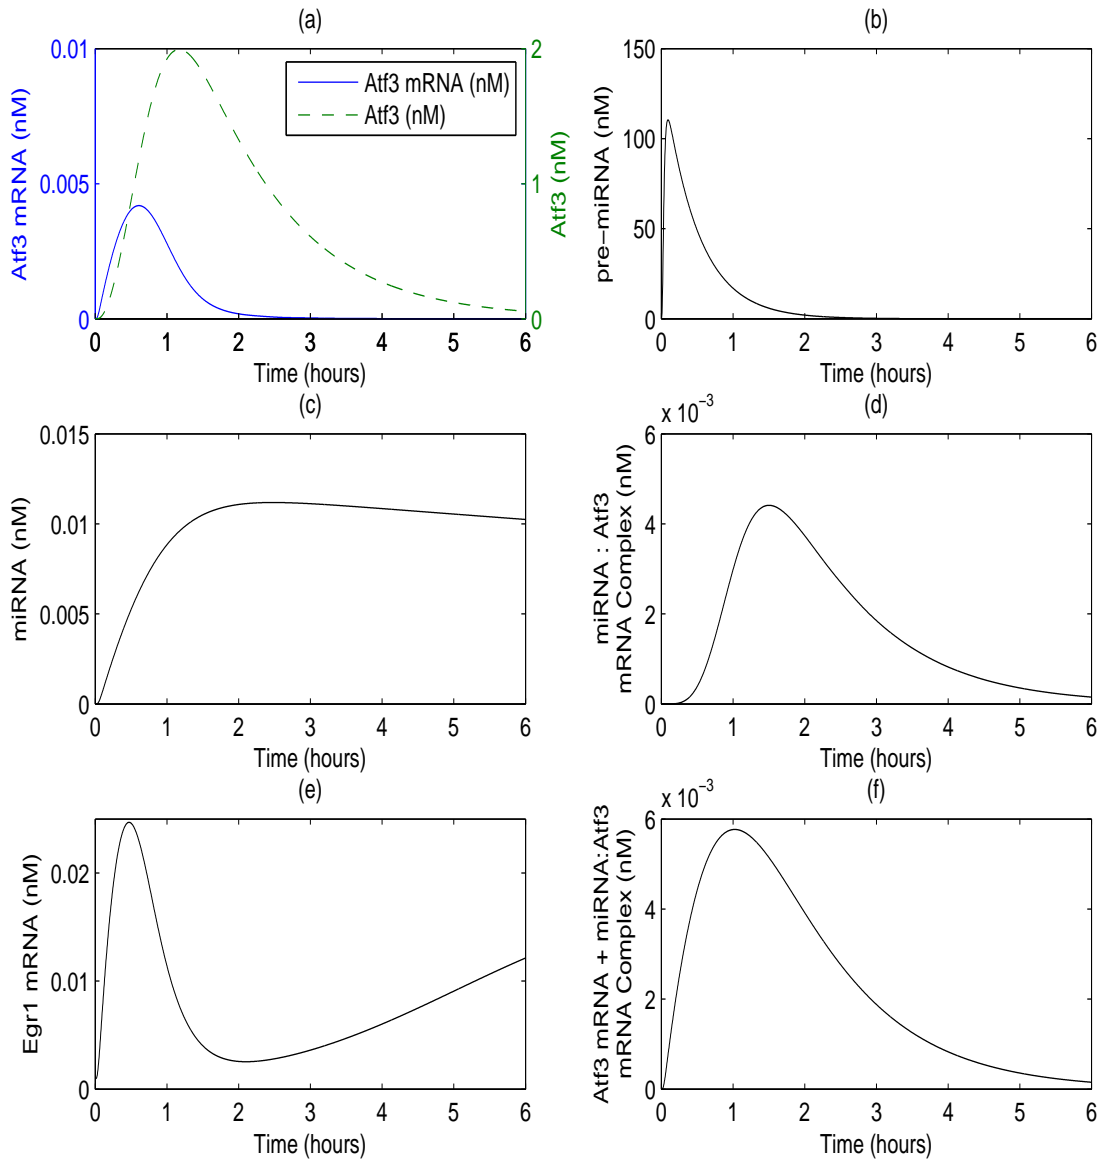 (a)
0.01
0.005
0
Atf3 mRNA (nM)
2
1
0
Atf3 (nM)
Atf3 mRNA (nM)
Atf3 (nM)
0 1 2 3 4 5 6
Time (hours)
(b)
150
100
50
0
pre−miRNA (nM)
0 1 2 3 4 5 6
Time (hours)
(c)
0.015
0.01
0.005
0
miRNA (nM)
0 1 2 3 4 5 6
Time (hours)
(d)
x 10−3
6
4
2
0
miRNA : Atf3
mRNA Complex (nM)
0 1 2 3 4 5 6
Time (hours)
(e)
0.02
0.01
0
Egr1 mRNA (nM)
0 1 2 3 4 5 6
Time (hours)
(f)
x 10−3
6
4
2
0
Atf3 mRNA + miRNA:Atf3
mRNA Complex (nM)
0 1 2 3 4 5 6
Time (hours)